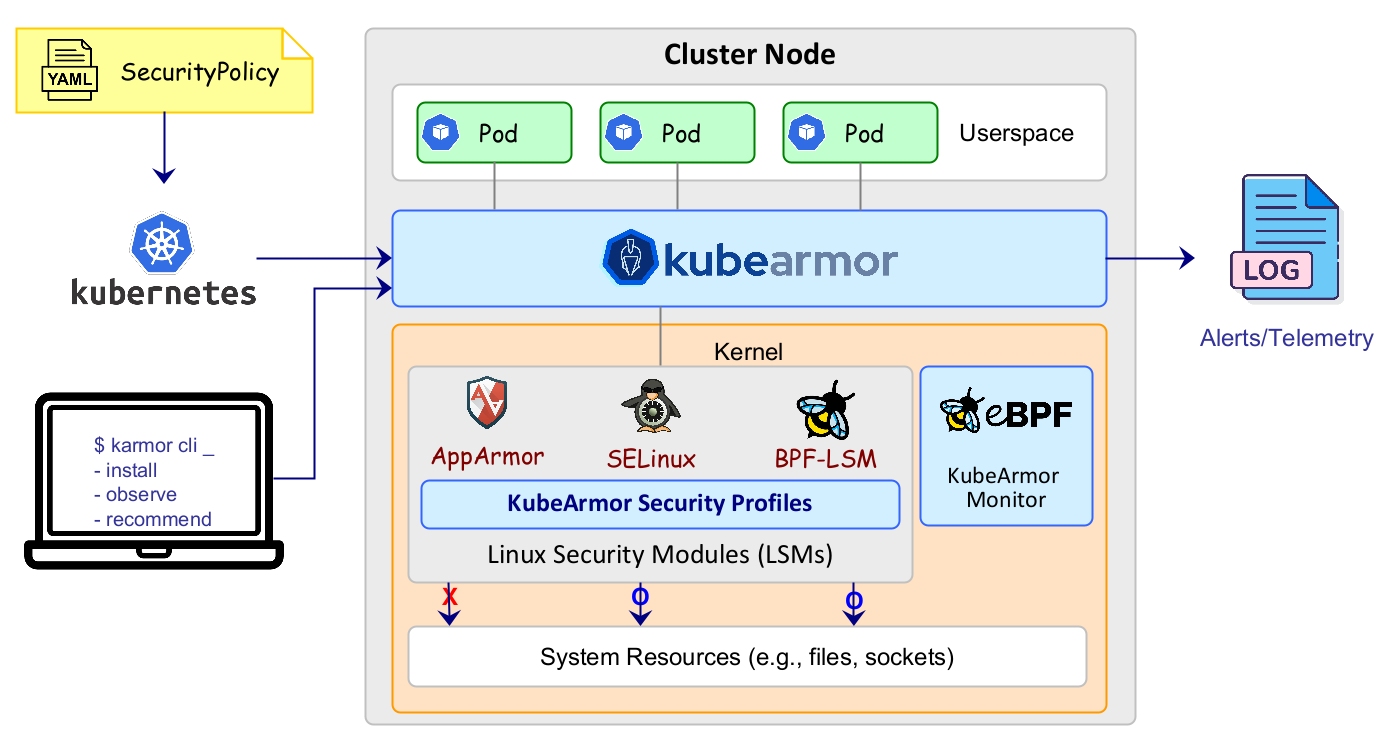 Cluster Node
YAML
SecurityPolicy
Pod
Pod
Pod
Userspace
kubernetes
kubearmor
LOG
Alerts/Telemetry
Kernel
AppArmor
SELinux
BPF-LSM
eBPF
KubeArmor
Monitor
KubeArmor Security Profiles
Linux Security Modules (LSMs)
X
O
O
System Resources (e.g., files, sockets)
$ karmor cli _
- install
- observe
- recommend